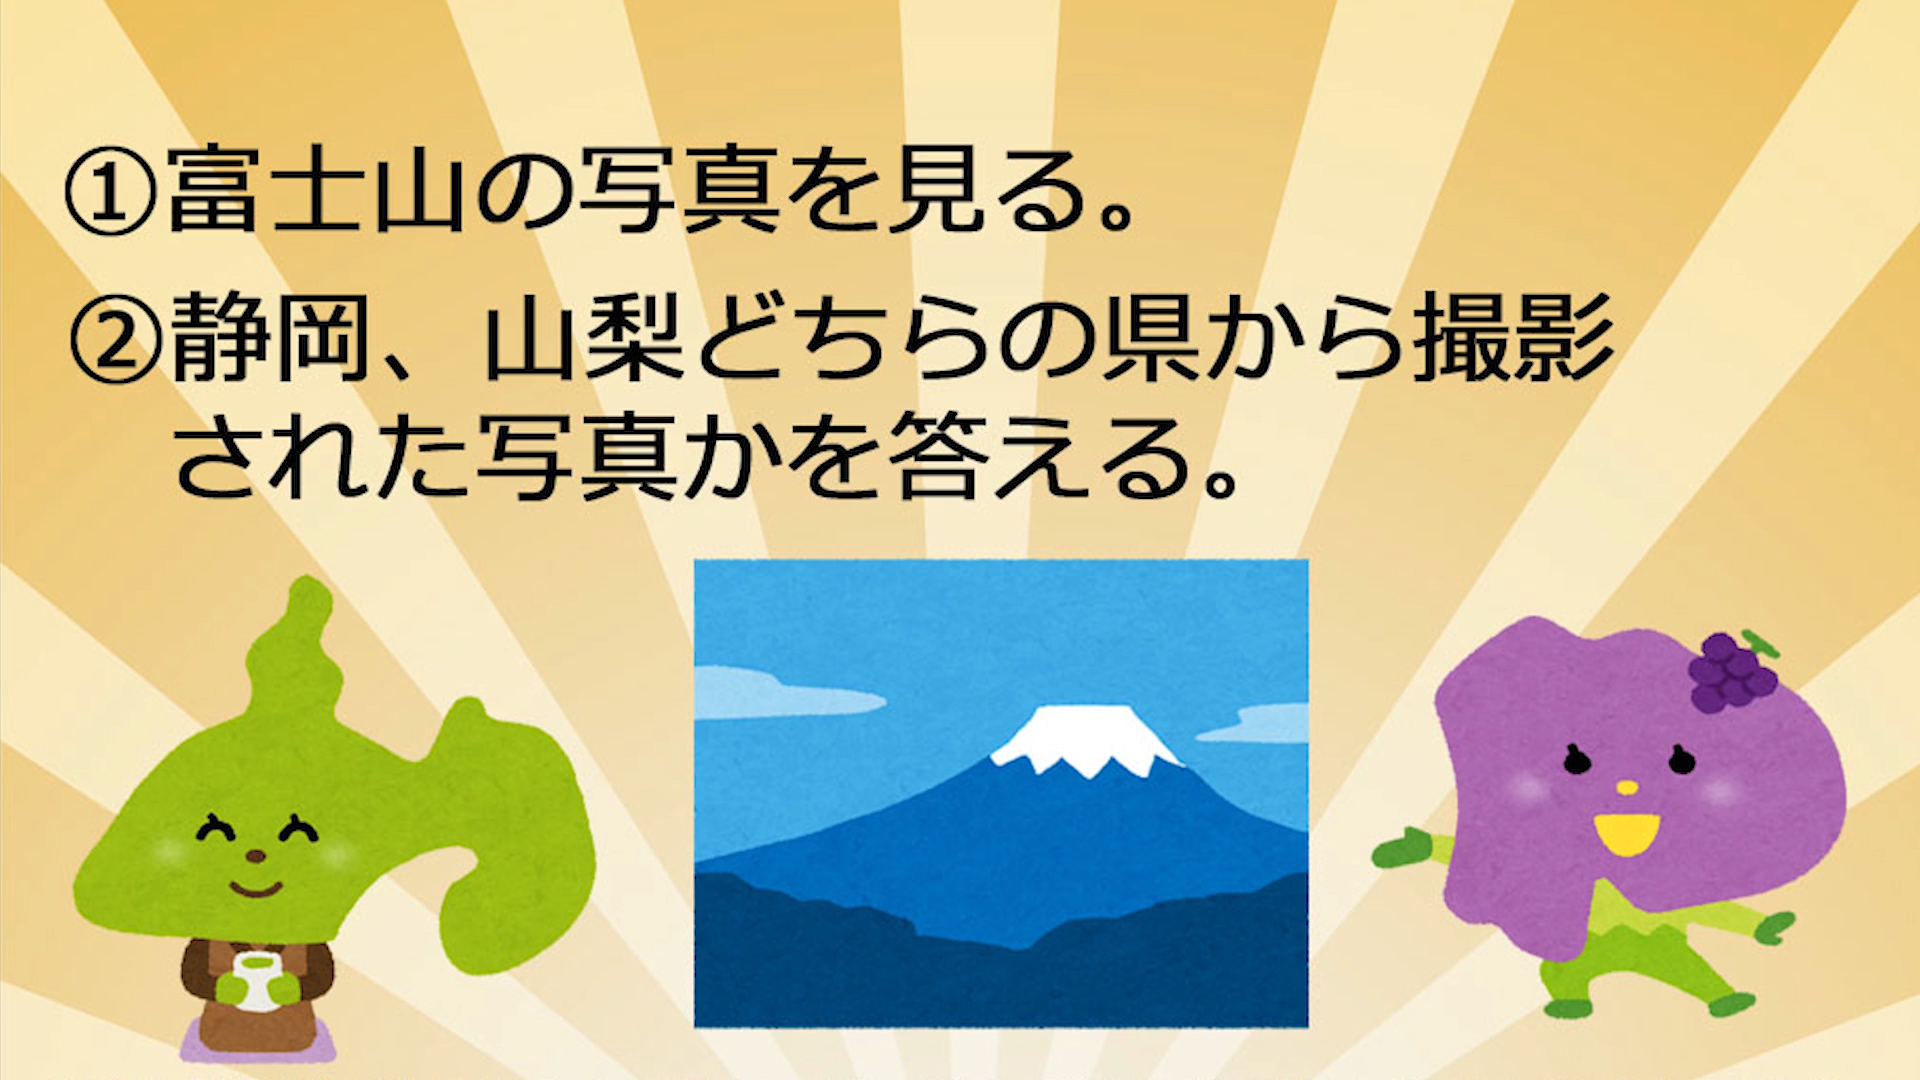 ①富士山の写真を見る。
②静岡、山梨どちらの県から撮影
された写真かを答える。